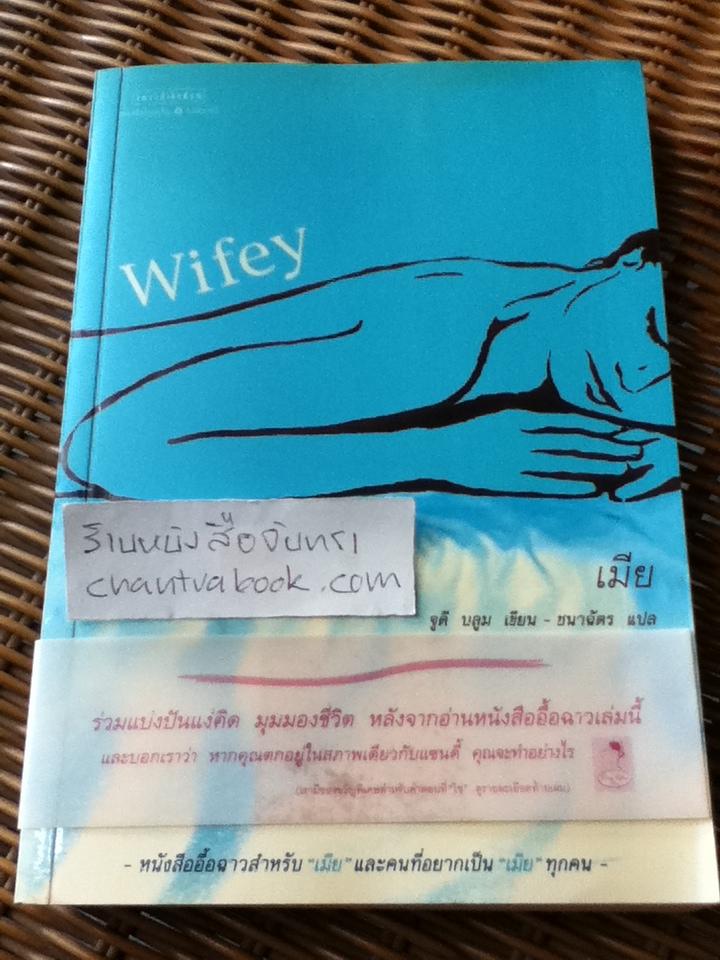 Wifey
ร้านหนังสือจันทรา
chantrabook.com
เมีย
จูดี บลูม เขียน - ชนาฉัตร แปล
ร่วมแบ่งปันแง่คิด มุมมองชีวิต หลังจากอ่านหนังสืออื้อฉาวเล่มนี้
และบอกเราว่า หากคุณตกอยู่ในสภาพเดียวกับแซนดี้ คุณจะทำอย่างไร
- หนังสืออื้อฉาวสำหรับ "เมีย" และคนที่อยากเป็น "เมีย" ทุกคน -